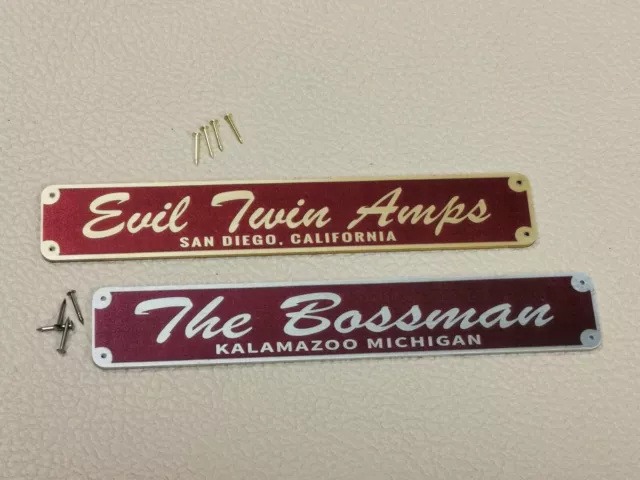 Evil Twin Amps
SAN DIEGO, CALIFORNIA
The Bossman
KALAMAZOO MICHIGAN